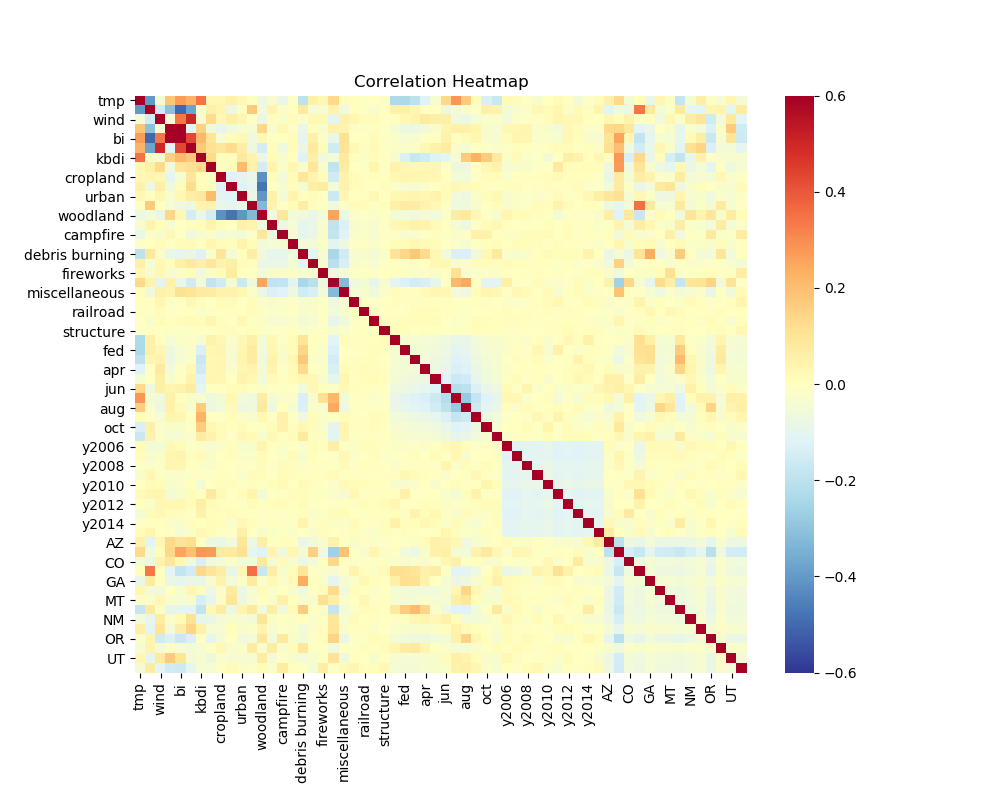 Correlation Heatmap
tmp
wind
bi
kbdi
cropland
urban
woodland
campfire
debris burning
fireworks
miscellaneous
railroad
structure
fed
apr
jun
aug
oct
y2006
y2008
y2010
y2012
y2014
AZ
CO
GA
MT
NM
OR
UT
tmp
wind
bi
kbdi
cropland
urban
woodland
campfire
debris burning
fireworks
miscellaneous
railroad
structure
fed
apr
jun
aug
oct
y2006
y2008
y2010
y2012
y2014
AZ
CO
GA
MT
NM
OR
UT
0.6
0.4
0.2
0.0
−0.2
−0.4
−0.6